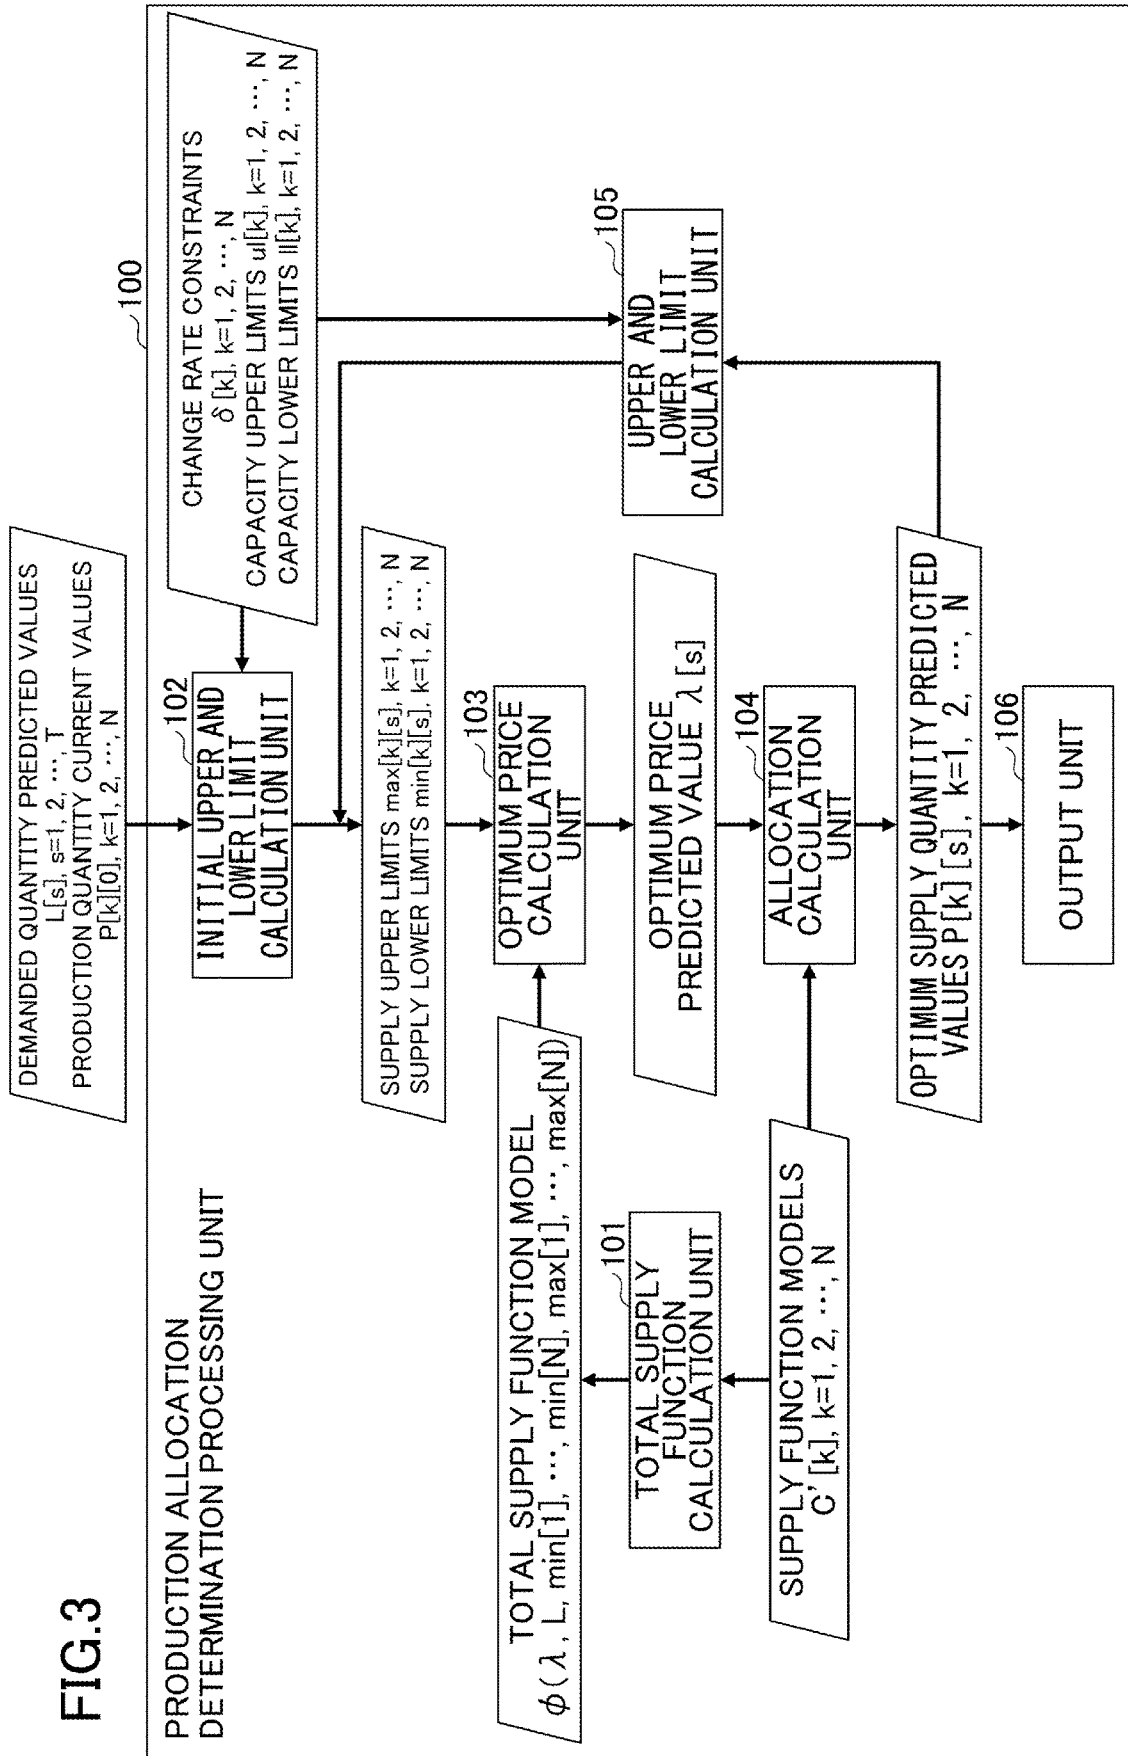 FIG.3
PRODUCTION ALLOCATION
DETERMINATION PROCESSING UNIT
100
DEMANDED QUANTITY PREDICTED VALUES
L[s], s=1, 2, ⋯, T
PRODUCTION QUANTITY CURRENT VALUES
P[k][0], k=1, 2, ⋯, N
CHANGE RATE CONSTRAINTS
δ[k], k=1, 2, ⋯, N
CAPACITY UPPER LIMITS ul[k], k=1, 2, ⋯, N
CAPACITY LOWER LIMITS ll[k], k=1, 2, ⋯, N
102
INITIAL UPPER AND
LOWER LIMIT
CALCULATION UNIT
SUPPLY UPPER LIMITS max[k][s], k=1, 2, ⋯, N
SUPPLY LOWER LIMITS min[k][s], k=1, 2, ⋯, N
105
UPPER AND
LOWER LIMIT
CALCULATION UNIT
TOTAL SUPPLY FUNCTION MODEL
φ(λ, L, min[1], ⋯, min[N], max[1], ⋯, max[N])
103
OPTIMUM PRICE
CALCULATION
UNIT
101
TOTAL SUPPLY
FUNCTION
CALCULATION UNIT
OPTIMUM PRICE
PREDICTED VALUE λ[s]
SUPPLY FUNCTION MODELS
C'[k], k=1, 2, ⋯, N
104
ALLOCATION
CALCULATION
UNIT
OPTIMUM SUPPLY QUANTITY PREDICTED
VALUES P[k][s], k=1, 2, ⋯, N
106
OUTPUT UNIT